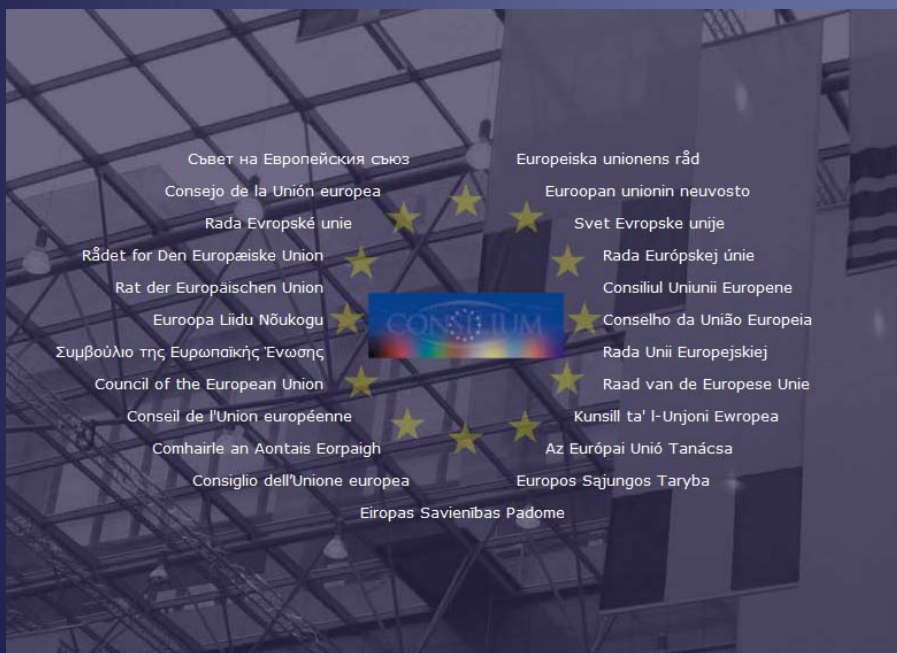 Съвет на Европейския съюз
Consejo de la Unión europea
Rada Evropské unie
Rådet for Den Europæiske Union
Rat der Europäischen Union
Euroopa Liidu Nõukogu
Συμβούλιο της Ευρωπαϊκής Ένωσης
Council of the European Union
Conseil de l'Union européenne
Comhairle an Aontais Eorpaigh
Consiglio dell'Unione europea
Eiropas Savienības Padome
CONSILIUM
Europeiska unionens råd
Euroopan unionin neuvosto
Svet Evropske unije
Rada Európskej únie
Consiliul Uniunii Europene
Conselho da União Europeia
Rada Unii Europejskiej
Raad van de Europese Unie
Kunsill ta' l-Unjoni Ewropea
Az Európai Unió Tanácsa
Europos Sąjungos Taryba